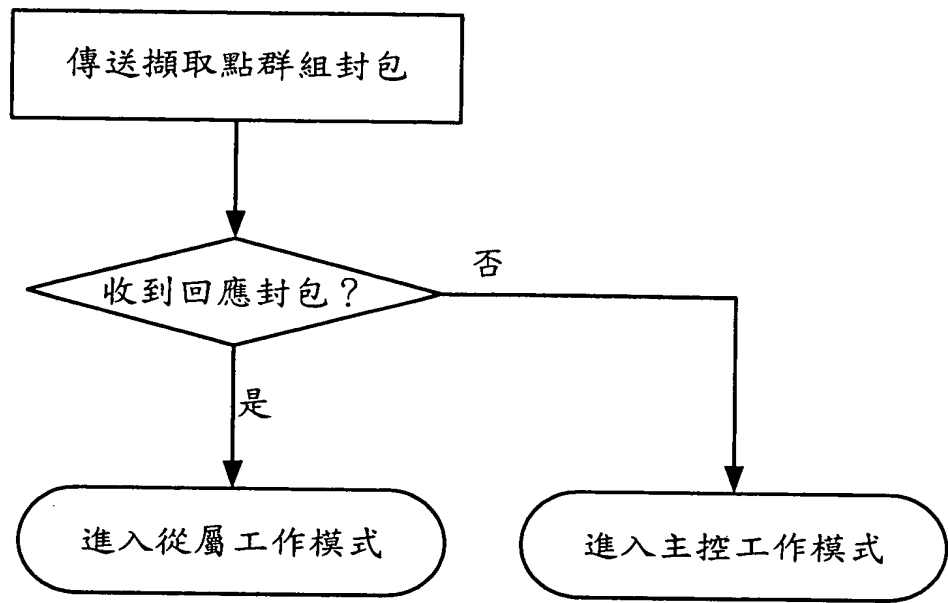 傳送擷取點群組封包
收到回應封包？
否
是
進入從屬工作模式
進入主控工作模式